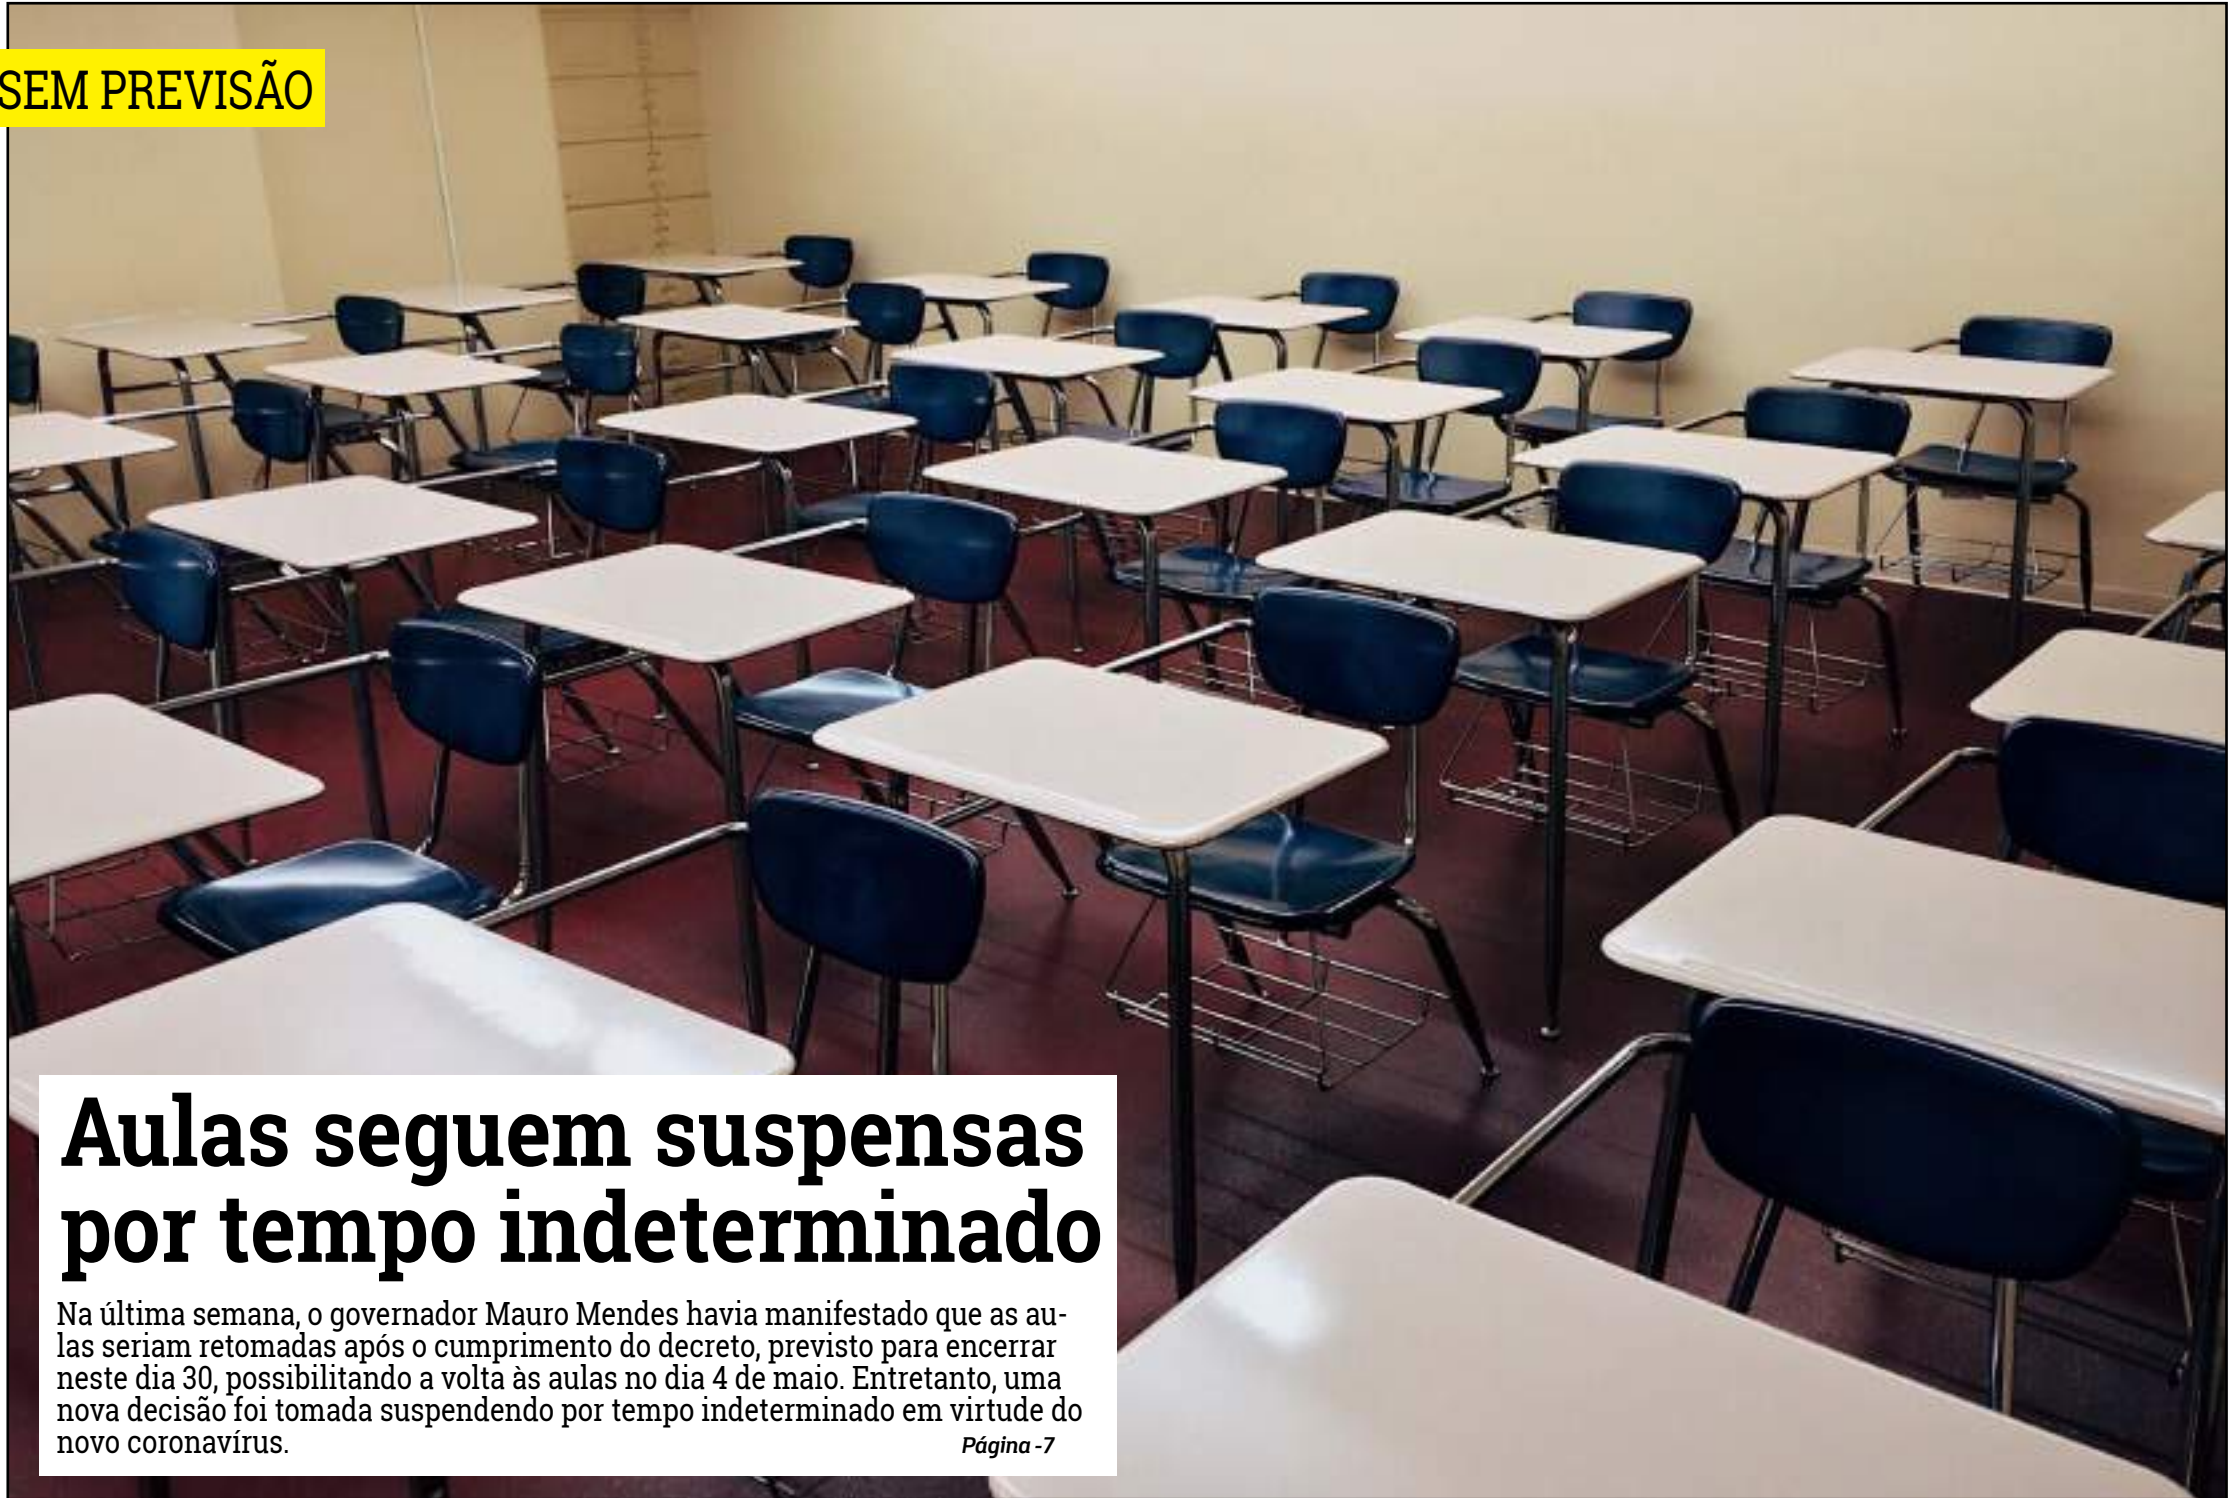 SEM PREVISÃO
Aulas seguem suspensas
por tempo indeterminado
Na última semana, o governador Mauro Mendes havia manifestado que as au-
las seriam retomadas após o cumprimento do decreto, previsto para encerrar
neste dia 30, possibilitando a volta às aulas no dia 4 de maio. Entretanto, uma
nova decisão foi tomada suspendendo por tempo indeterminado em virtude do
novo coronavírus.
Página -7